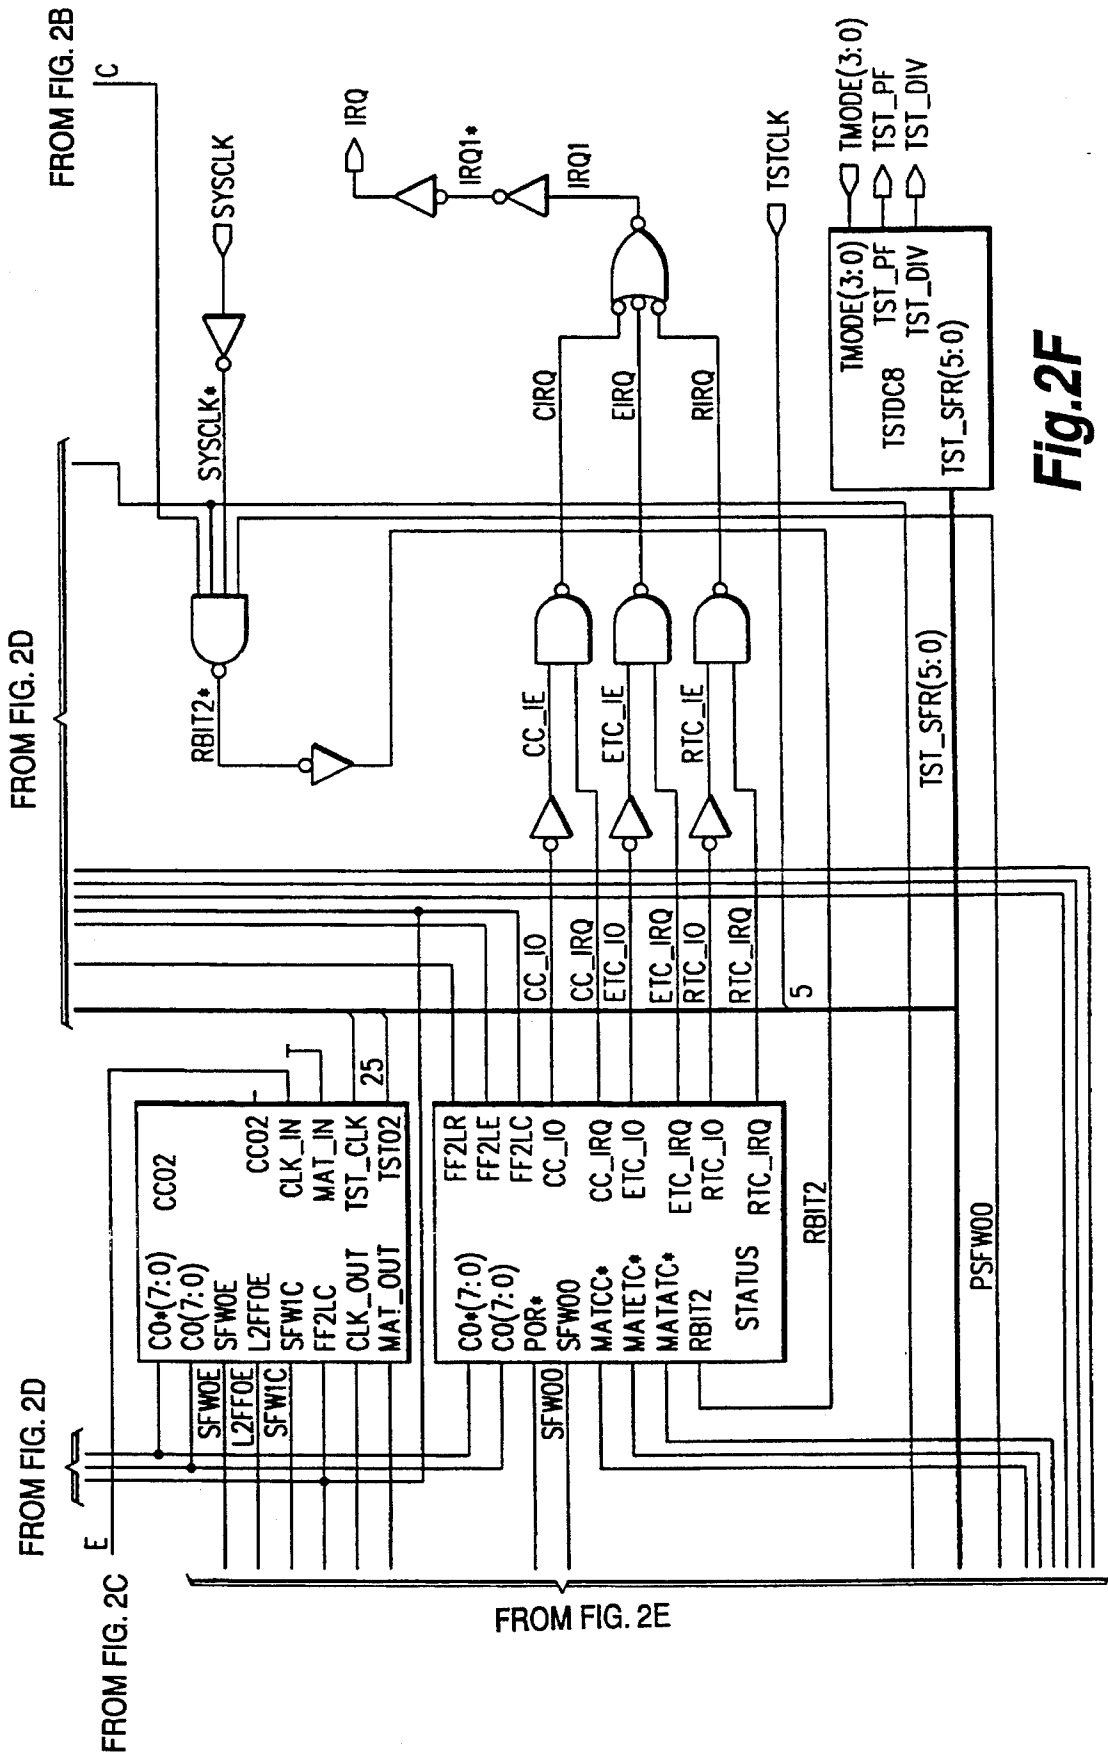 FROM FIG. 2B
C
FROM FIG. 2D
FROM FIG. 2D
FROM FIG. 2C
E
FROM FIG. 2E
SYSCLK
SYSCLK*
RBIT2*
IRQ
IRQ1*
IRQ1
CC02
CO*(7:0)
CO(7:0)
SFW0E
L2FF0E
SFW1C
FF2LC
CLK_OUT
MAT_OUT
CC02
CLK_IN
MAT_IN
TST_CLK
TST02
SFW0E
L2FF0E
SFW1C
25
CO*(7:0)
CO(7:0)
POR*
SFW00
MATCC*
MATETC*
MATATC*
RBIT2
STATUS
FF2LR
FF2LE
FF2LC
CC_IO
CC_IRQ
ETC_IO
ETC_IRQ
RTC_IO
RTC_IRQ
SFW00
CC_IO
CC_IRQ
ETC_IO
ETC_IRQ
RTC_IO
RTC_IRQ
CC_IE
ETC_IE
RTC_IE
CIRQ
EIRQ
RIRQ
TSTCLK
5
RBIT2
TST_SFR(5:0)
PSFW00
TMODE(3:0)
TST_PF
TST_DIV
TSTDC8
TST_SFR(5:0)
TMODE(3:0)
TST_PF
TST_DIV
Fig.2F